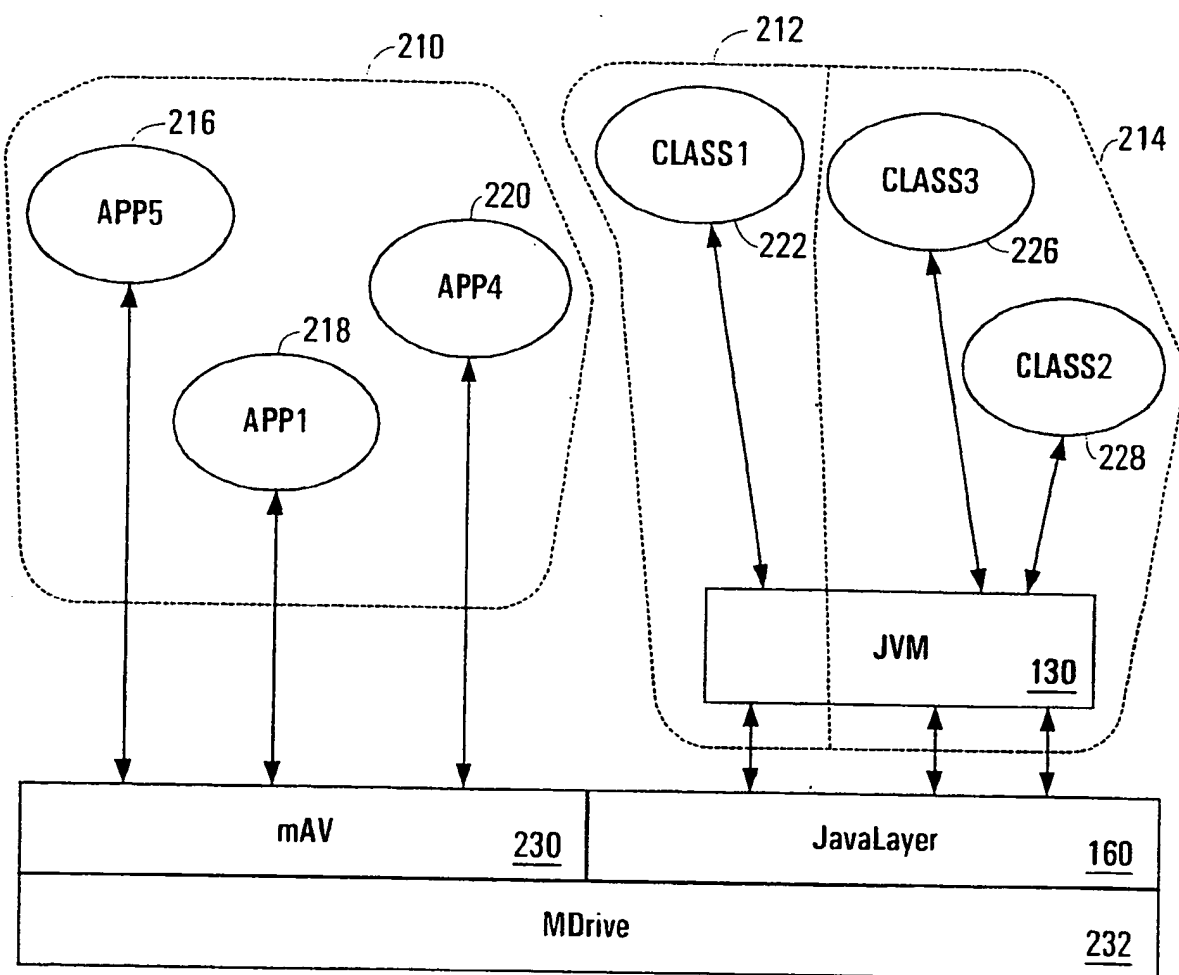 210
212
216
APP5
220
APP4
218
APP1
CLASS1
222
CLASS3
226
214
CLASS2
228
JVM
130
mAV
230
JavaLayer
160
MDrive
232